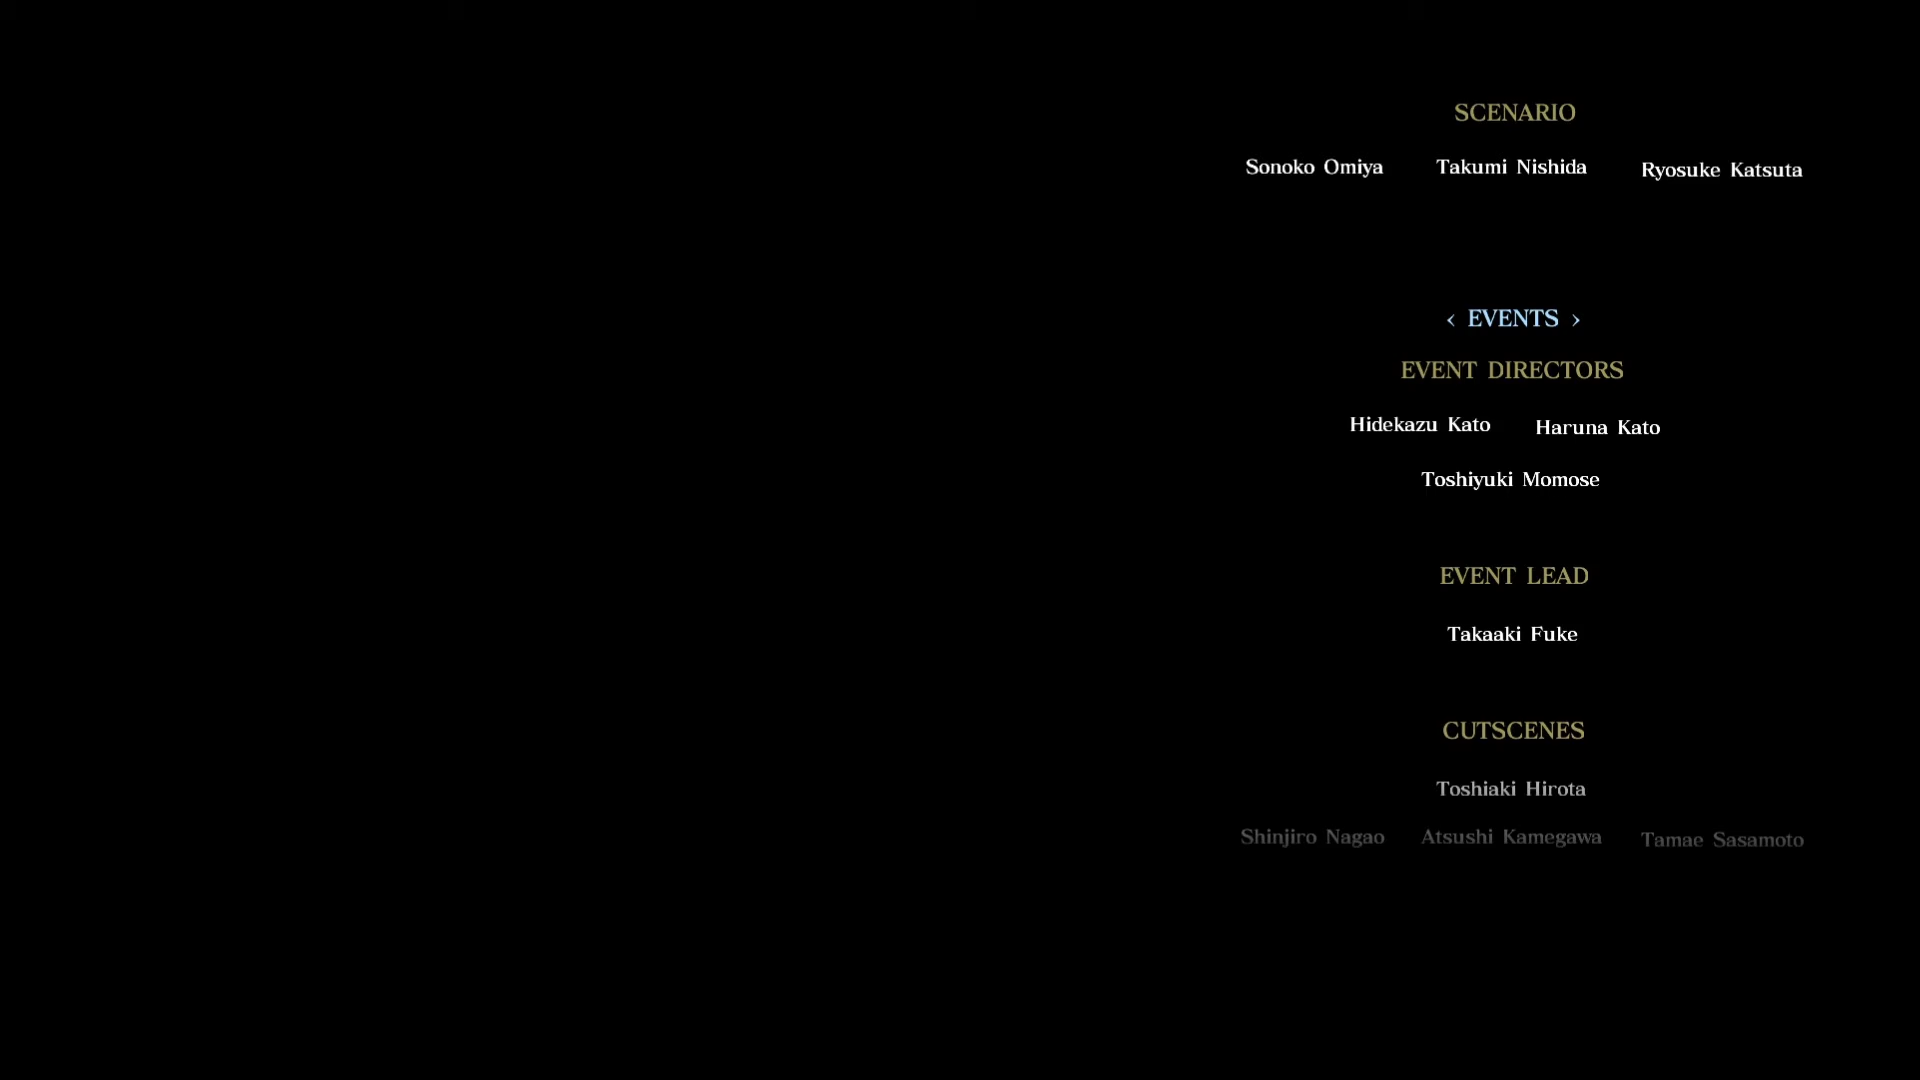 SCENARIO
Sonoko Omiya Takumi Nishida Ryosuke Katsuta
‹ EVENTS ›
EVENT DIRECTORS
Hidekazu Kato Haruna Kato
Toshiyuki Momose
EVENT LEAD
Takaaki Fuke
CUTSCENES
Toshiaki Hirota
Shinjiro Nagao Atsushi Kamegawa Tamae Sasamoto